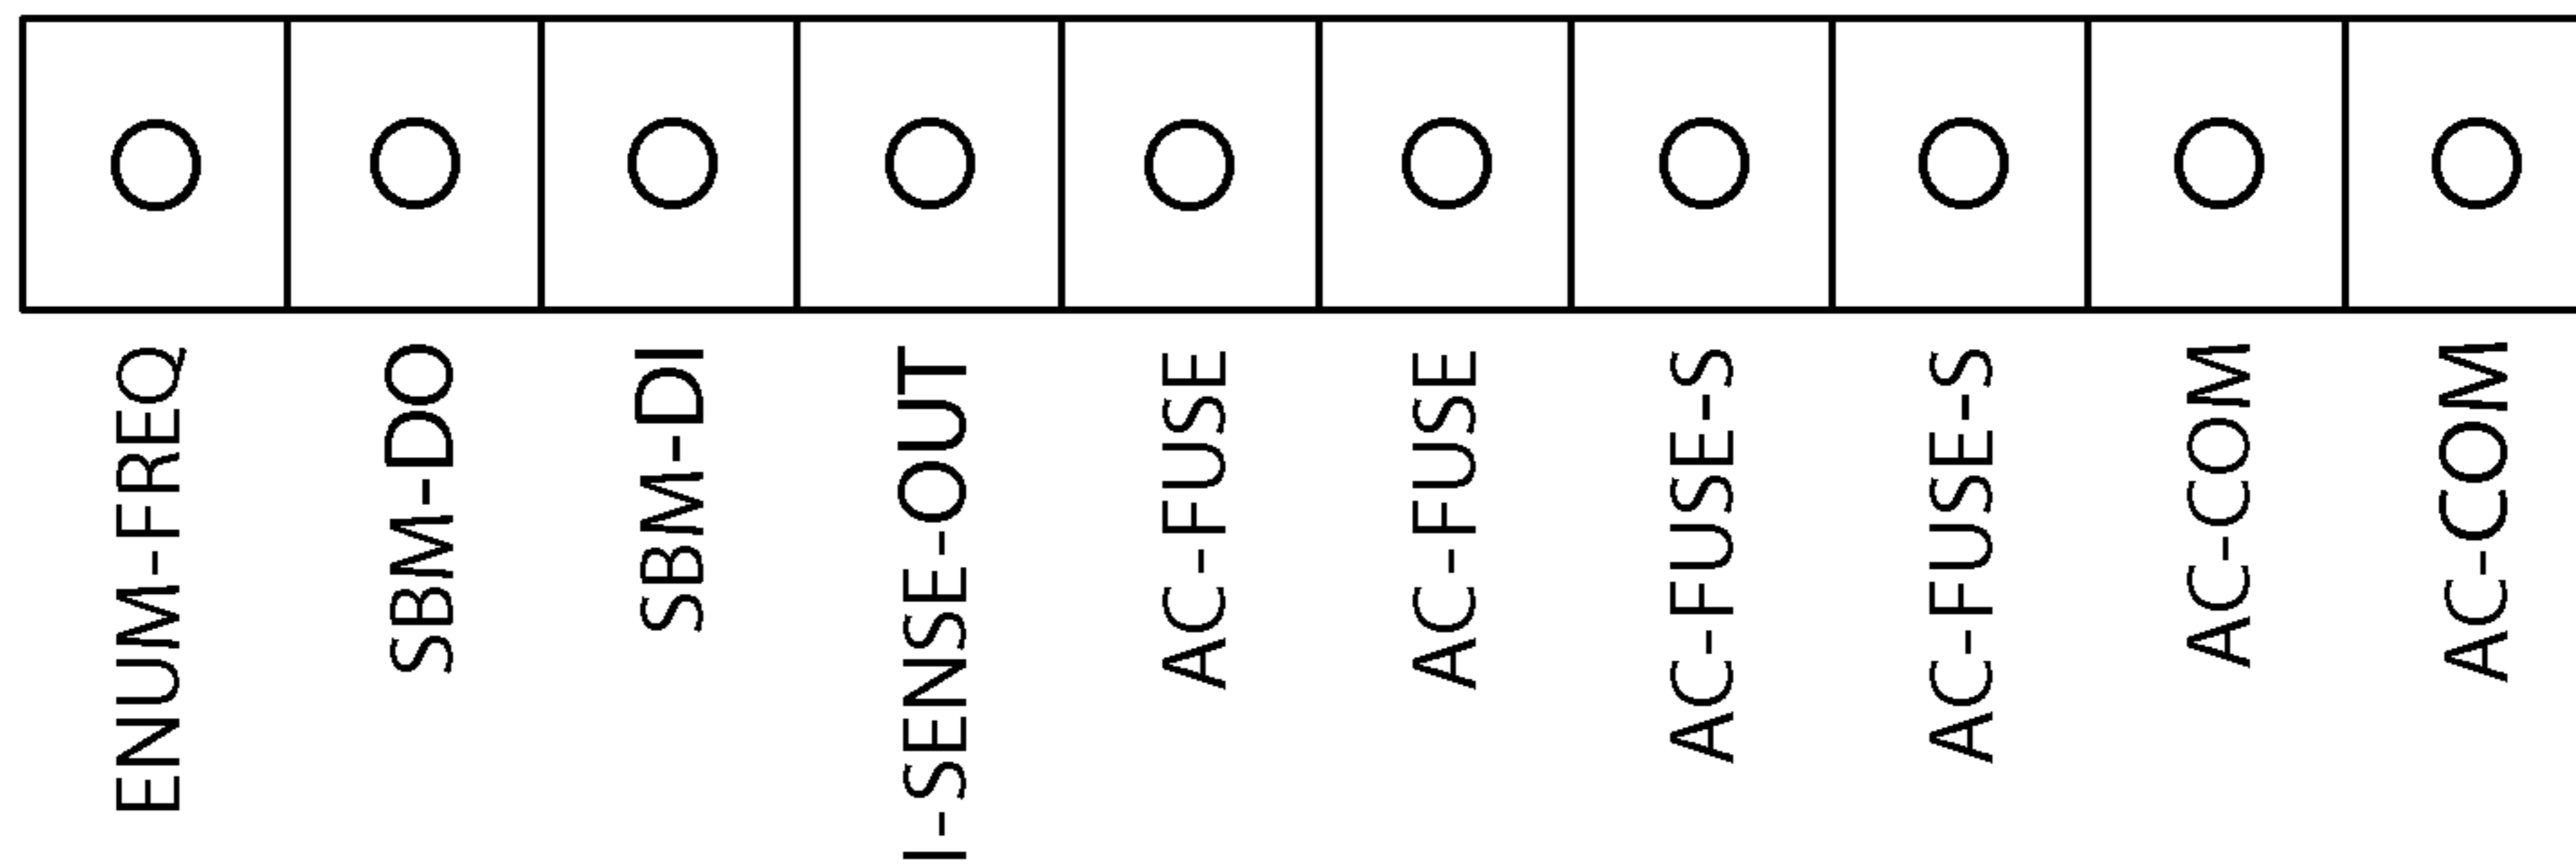 ENUM-FREQ
SBM-DO
SBM-DI
I-SENSE-OUT
AC-FUSE
AC-FUSE
AC-FUSE-S
AC-FUSE-S
AC-COM
AC-COM